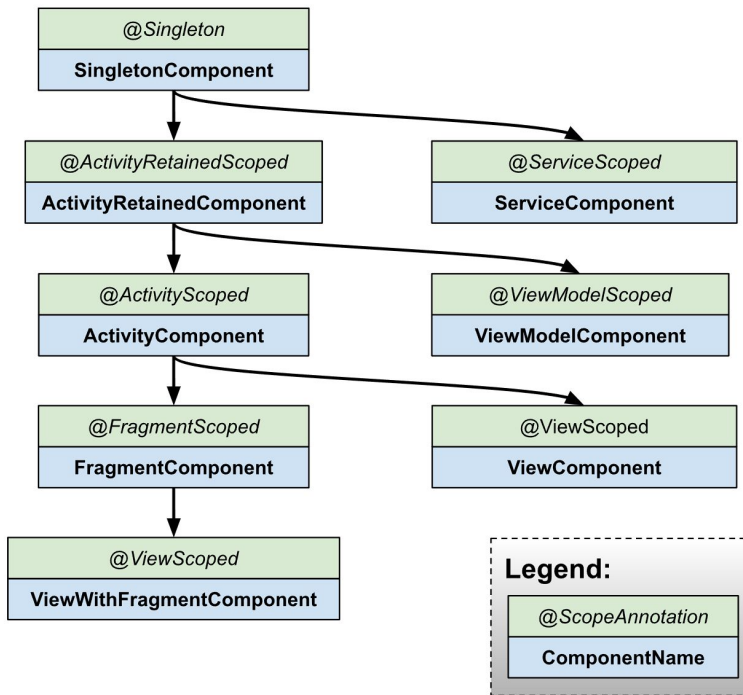 @Singleton
SingletonComponent
@ActivityRetainedScoped
ActivityRetainedComponent
@ServiceScoped
ServiceComponent
@ActivityScoped
ActivityComponent
@ViewModelScoped
ViewModelComponent
@FragmentScoped
FragmentComponent
@ViewScoped
ViewComponent
@ViewScoped
ViewWithFragmentComponent
Legend:
@ScopeAnnotation
ComponentName